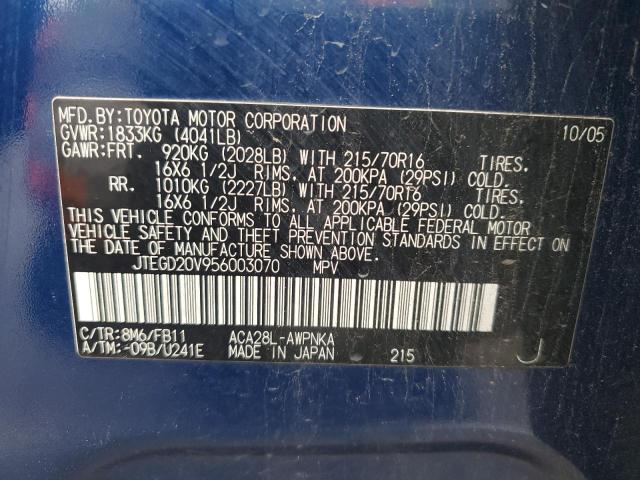 MFD.BY:TOYOTA MOTOR CORPORATION 10/05
GVWR:1833KG (4041LB)
GAWR:FRT. 920KG (2028LB) WITH 215/70R16 TIRES.
16X6 1/2J RIMS. AT 200KPA (29PSI) COLD.
RR. 1010KG (2227LB) WITH 215/70R16 TIRES.
16X6 1/2J RIMS. AT 200KPA (29PSI) COLD.
THIS VEHICLE CONFORMS TO ALL APPLICABLE FEDERAL MOTOR
VEHICLE SAFETY AND THEFT PREVENTION STANDARDS IN EFFECT ON
THE DATE OF MANUFACTURE SHOWN ABOVE.
JTEGD20V956003070 MPV
C/TR:8M6/FB11 ACA28L-AWPNKA
A/TM:-09B/U241E MADE IN JAPAN 215 J